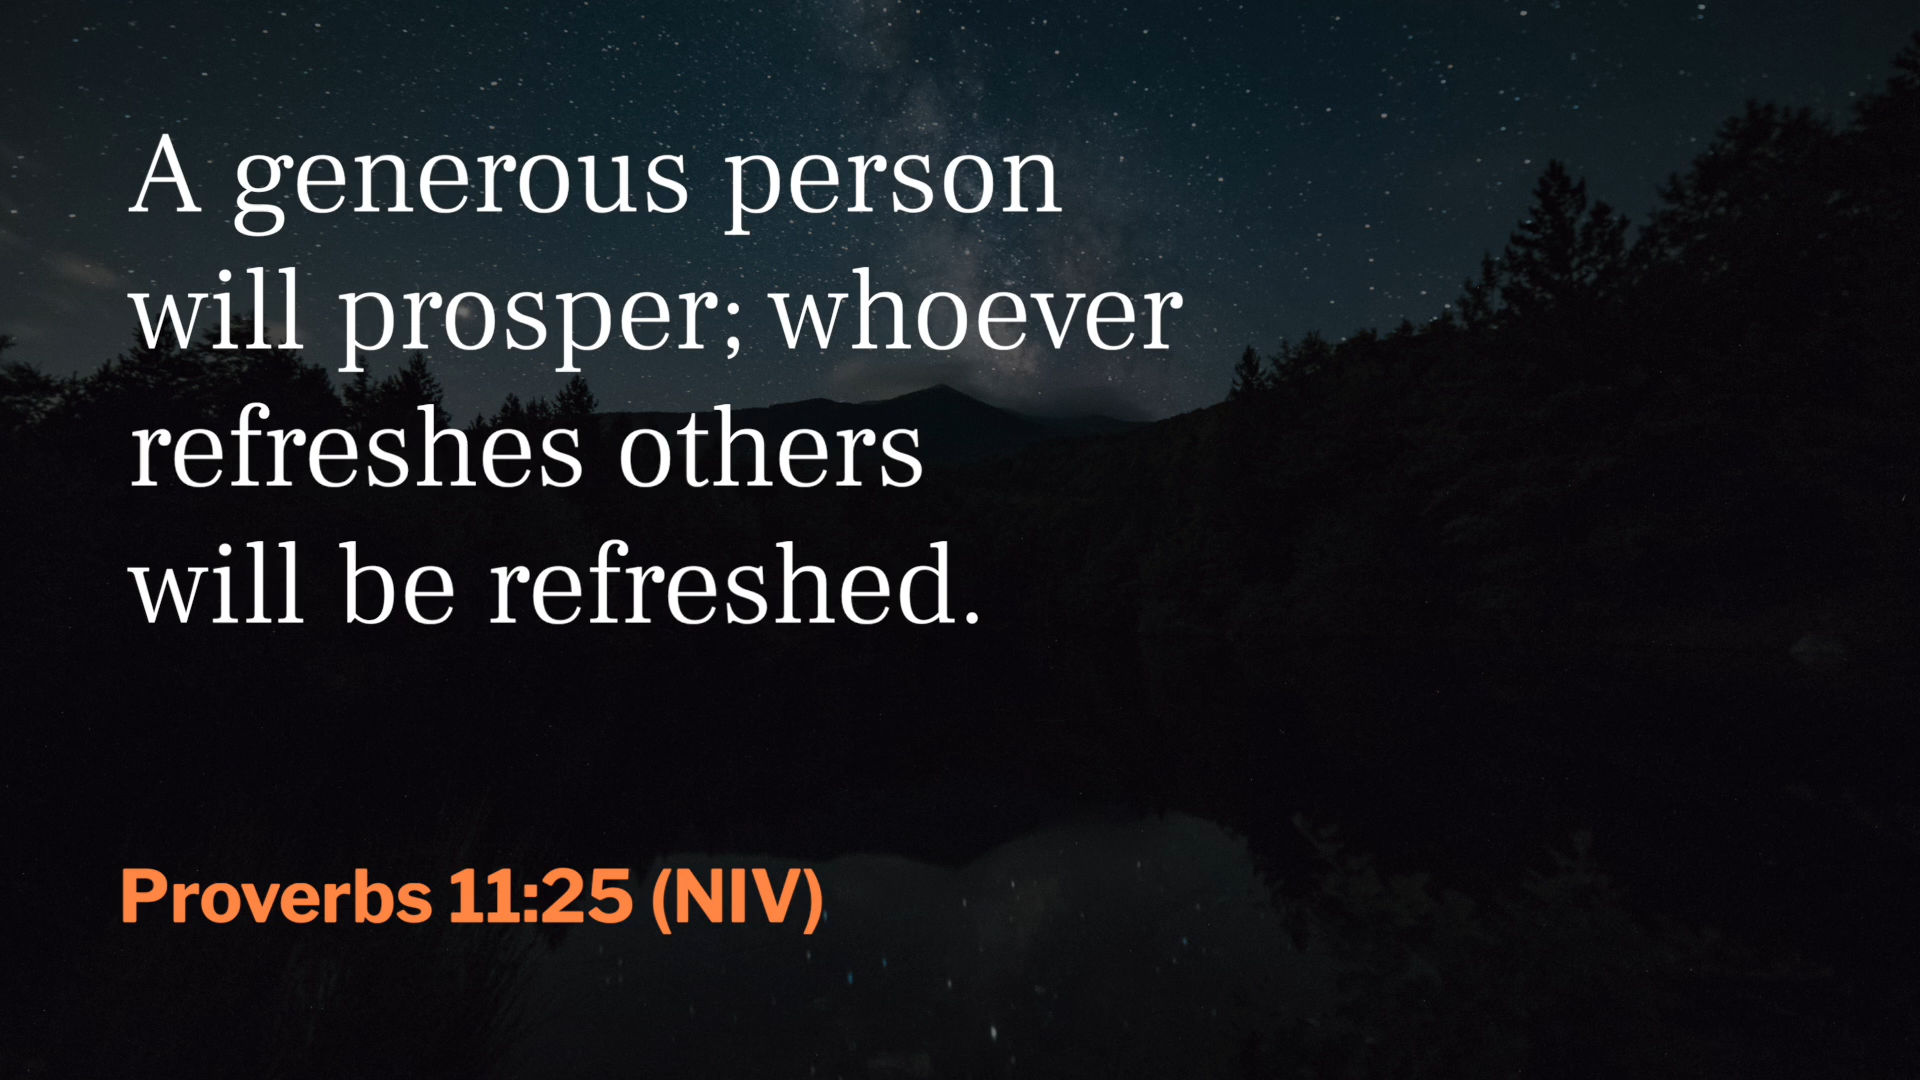 A generous person
will prosper; whoever
refreshes others
will be refreshed.
Proverbs 11:25 (NIV)